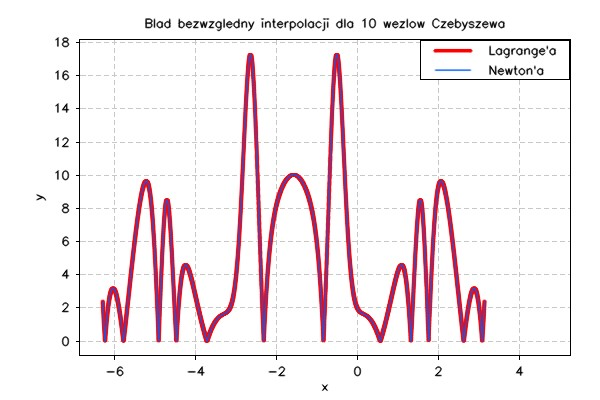 Blad bezwzgledny interpolacji dla 10 wezlow Czebyszewa
Lagrange'a
Newton'a
18
16
14
12
10
8
6
4
2
0
y
−6 −4 −2 0 2 4
x